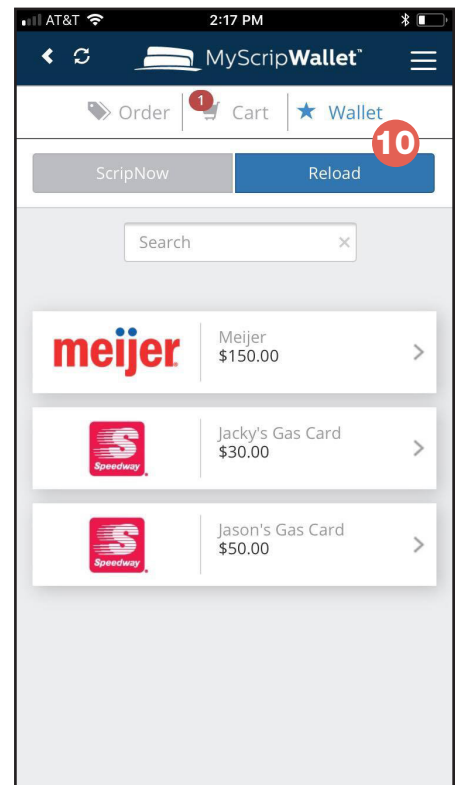 AT&T 2:17 PM
MyScripWallet™
Order 1 Cart Wallet
10
ScripNow Reload
Search
meijer Meijer
$150.00
Speedway Jacky's Gas Card
$30.00
Speedway Jason's Gas Card
$50.00